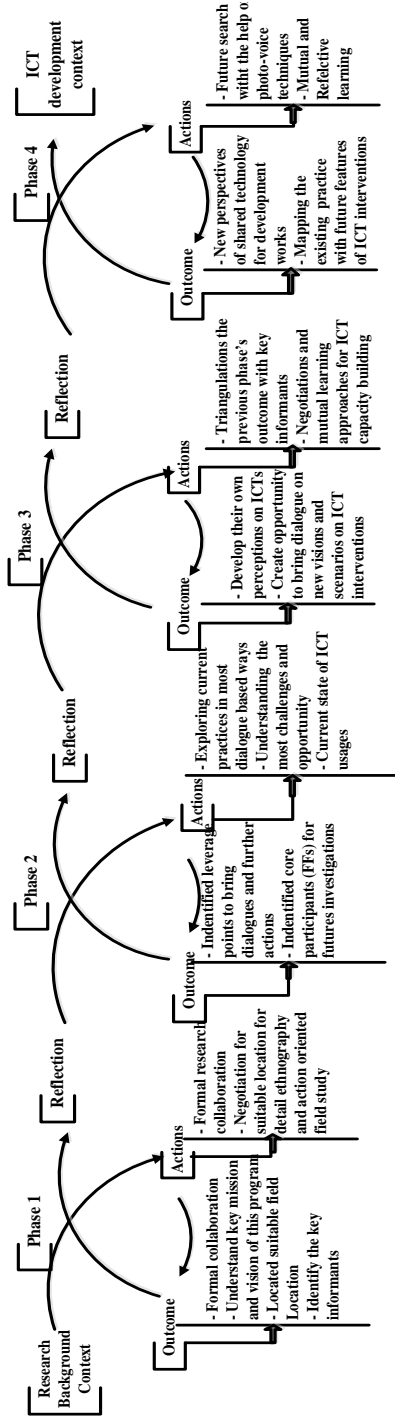 Research
Background
Context
Phase 1
Actions
- Formal research
collaboration
- Negotiation for
suitable location for
detail ethnography
and action oriented
field study
Outcome
- Formal collaboration
- Understand key mission
and vision of this program
- Located suitable field
Location
- Identify the key
informants
Reflection
Phase 2
Actions
- Exploring current
practices in most
dialogue based ways
- Understanding the
most challenges and
opportunity
- Current state of ICT
usages
Outcome
- Indentified leverage
points to bring
dialogues and further
actions
- Indentified core
participants (FFs) for
futures investigations
Reflection
Phase 3
Actions
- Triangulations the
previous phase's
outcome with key
informants
- Negotiations and
mutual learning
approaches for ICT
capacity building
Outcome
- Develop their own
perceptions on ICTs
- Create opportunity
to bring dialogue on
new visions and
scenarios on ICT
interventions
Reflection
Phase 4
Actions
- Future search
witht the help o
photo-voice
techniques
- Mutual and
Refelctive
learning
Outcome
- New perspectives
of shared technology
for development
works
- Mapping the
existing practice
with future features
of ICT interventions
ICT
development
context